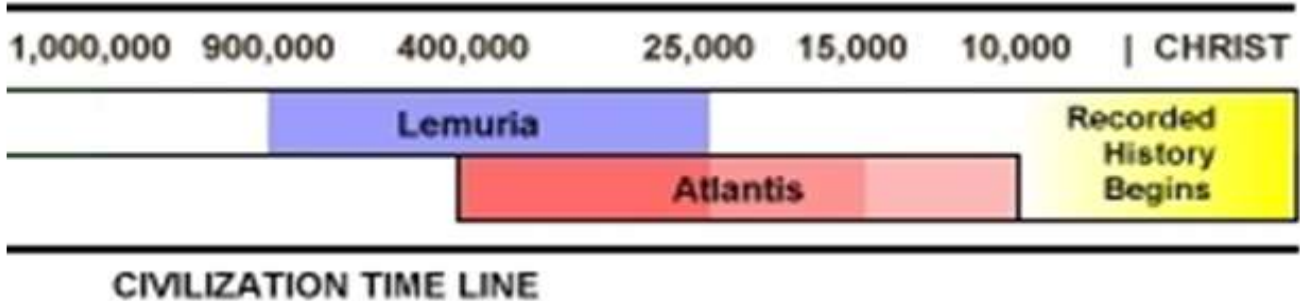 1,000,000 900,000 400,000 25,000 15,000 10,000 | CHRIST
Lemuria
Recorded
History
Begins
Atlantis
CIVILIZATION TIME LINE